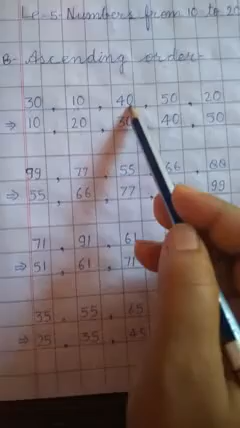 Le-5-Numbers from 10 to 20
B- Ascending order-
30, 10, 40, 50, 20
⇒ 10, 20, 30, 40, 50
99, 77, 55, 66, 88
⇒ 55, 66, 77, 99
71, 91, 61
⇒ 51, 61, 71
35, 55, 65
⇒ 25, 35, 45